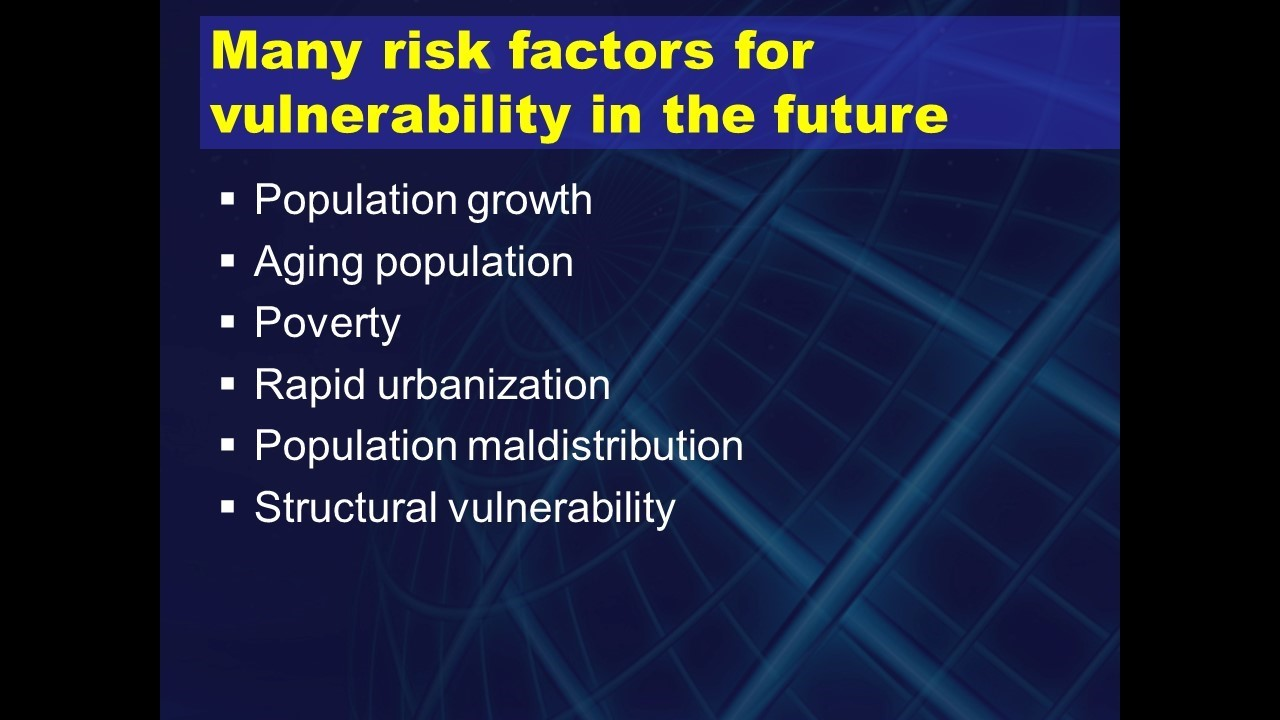 Many risk factors for
vulnerability in the future
▪ Population growth
▪ Aging population
▪ Poverty
▪ Rapid urbanization
▪ Population maldistribution
▪ Structural vulnerability